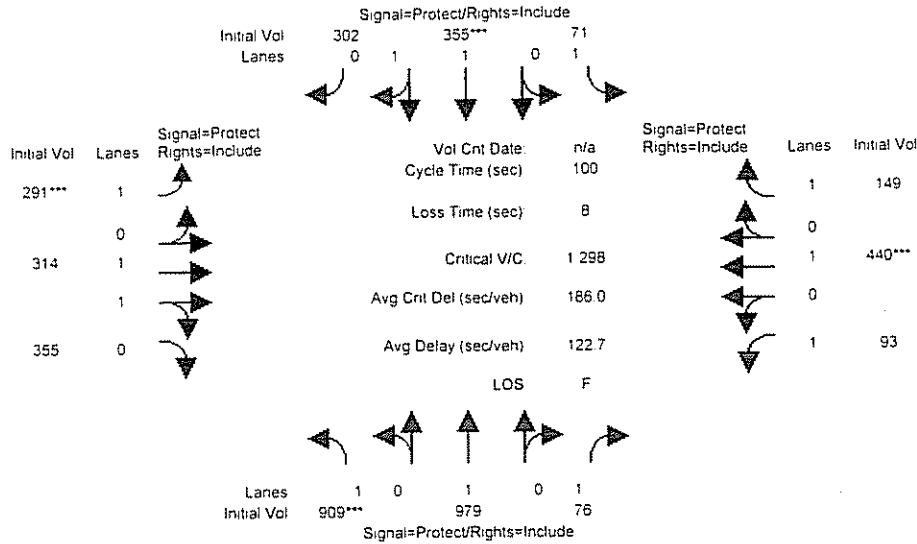 Signal=Protect/Rights=Include
Initial Vol 302 355*** 71
Lanes 0 1 1 0 1
Signal=Protect
Rights=Include
Initial Vol Lanes
291*** 1
0
314 1
1
355 0
Vol Cnt Date: n/a
Cycle Time (sec) 100
Loss Time (sec) 8
Critical V/C. 1 298
Avg Crit Del (sec/veh) 186.0
Avg Delay (sec/veh) 122.7
LOS F
Signal=Protect
Rights=Include
Lanes Initial Vol
1 149
0
1 440***
0
1 93
Lanes 1 0 1 0 1
Initial Vol 909*** 979 76
Signal=Protect/Rights=Include